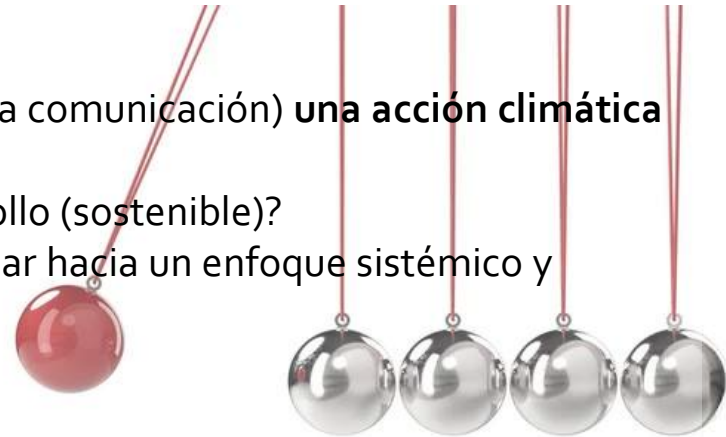 a comunicación) una acción climática
ollo (sostenible)?
ar hacia un enfoque sistémico y